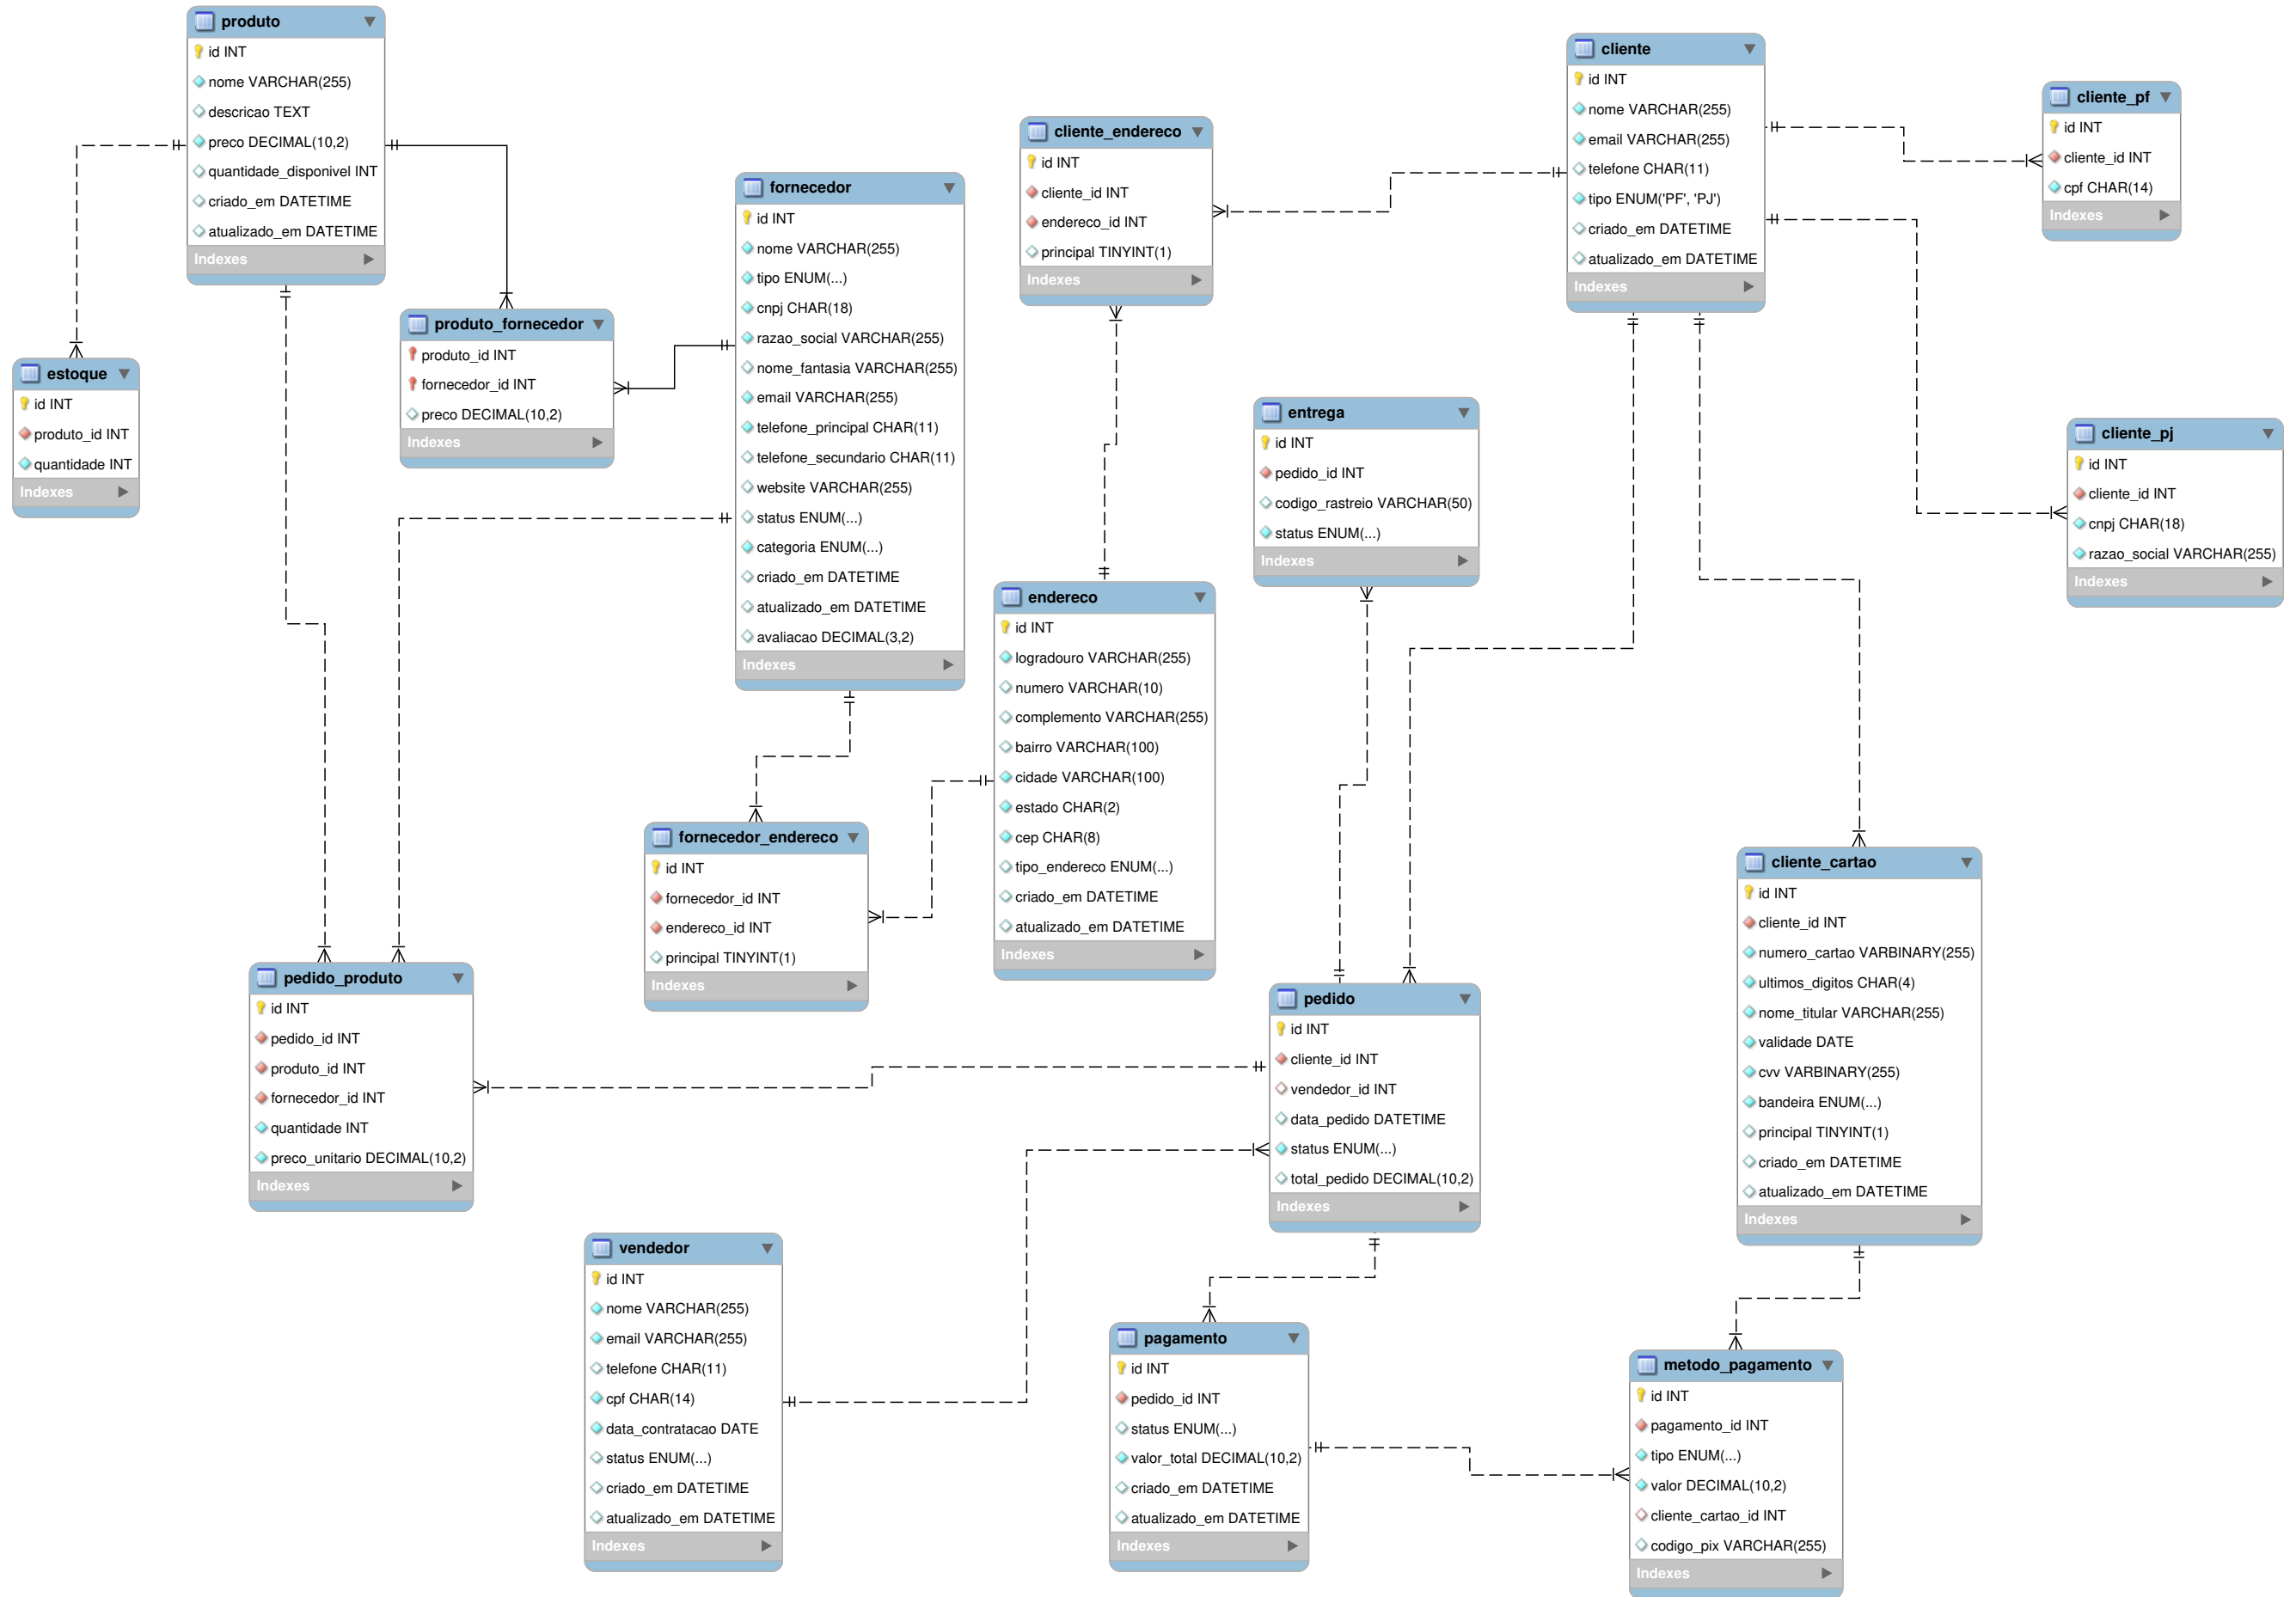 produto
id INT
nome VARCHAR(255)
descricao TEXT
preco DECIMAL(10,2)
quantidade_disponivel INT
criado_em DATETIME
atualizado_em DATETIME
Indexes
estoque
id INT
produto_id INT
quantidade INT
Indexes
produto_fornecedor
produto_id INT
fornecedor_id INT
preco DECIMAL(10,2)
Indexes
fornecedor
id INT
nome VARCHAR(255)
tipo ENUM(...)
cnpj CHAR(18)
razao_social VARCHAR(255)
nome_fantasia VARCHAR(255)
email VARCHAR(255)
telefone_principal CHAR(11)
telefone_secundario CHAR(11)
website VARCHAR(255)
status ENUM(...)
categoria ENUM(...)
criado_em DATETIME
atualizado_em DATETIME
avaliacao DECIMAL(3,2)
Indexes
cliente_endereco
id INT
cliente_id INT
endereco_id INT
principal TINYINT(1)
Indexes
cliente
id INT
nome VARCHAR(255)
email VARCHAR(255)
telefone CHAR(11)
tipo ENUM('PF', 'PJ')
criado_em DATETIME
atualizado_em DATETIME
Indexes
cliente_pf
id INT
cliente_id INT
cpf CHAR(14)
Indexes
cliente_pj
id INT
cliente_id INT
cnpj CHAR(18)
razao_social VARCHAR(255)
Indexes
entrega
id INT
pedido_id INT
codigo_rastreio VARCHAR(50)
status ENUM(...)
Indexes
endereco
id INT
logradouro VARCHAR(255)
numero VARCHAR(10)
complemento VARCHAR(255)
bairro VARCHAR(100)
cidade VARCHAR(100)
estado CHAR(2)
cep CHAR(8)
tipo_endereco ENUM(...)
criado_em DATETIME
atualizado_em DATETIME
Indexes
fornecedor_endereco
id INT
fornecedor_id INT
endereco_id INT
principal TINYINT(1)
Indexes
cliente_cartao
id INT
cliente_id INT
numero_cartao VARBINARY(255)
ultimos_digitos CHAR(4)
nome_titular VARCHAR(255)
validade DATE
cvv VARBINARY(255)
bandeira ENUM(...)
principal TINYINT(1)
criado_em DATETIME
atualizado_em DATETIME
Indexes
pedido_produto
id INT
pedido_id INT
produto_id INT
fornecedor_id INT
quantidade INT
preco_unitario DECIMAL(10,2)
Indexes
pedido
id INT
cliente_id INT
vendedor_id INT
data_pedido DATETIME
status ENUM(...)
total_pedido DECIMAL(10,2)
Indexes
vendedor
id INT
nome VARCHAR(255)
email VARCHAR(255)
telefone CHAR(11)
cpf CHAR(14)
data_contratacao DATE
status ENUM(...)
criado_em DATETIME
atualizado_em DATETIME
Indexes
pagamento
id INT
pedido_id INT
status ENUM(...)
valor_total DECIMAL(10,2)
criado_em DATETIME
atualizado_em DATETIME
Indexes
metodo_pagamento
id INT
pagamento_id INT
tipo ENUM(...)
valor DECIMAL(10,2)
cliente_cartao_id INT
codigo_pix VARCHAR(255)
Indexes